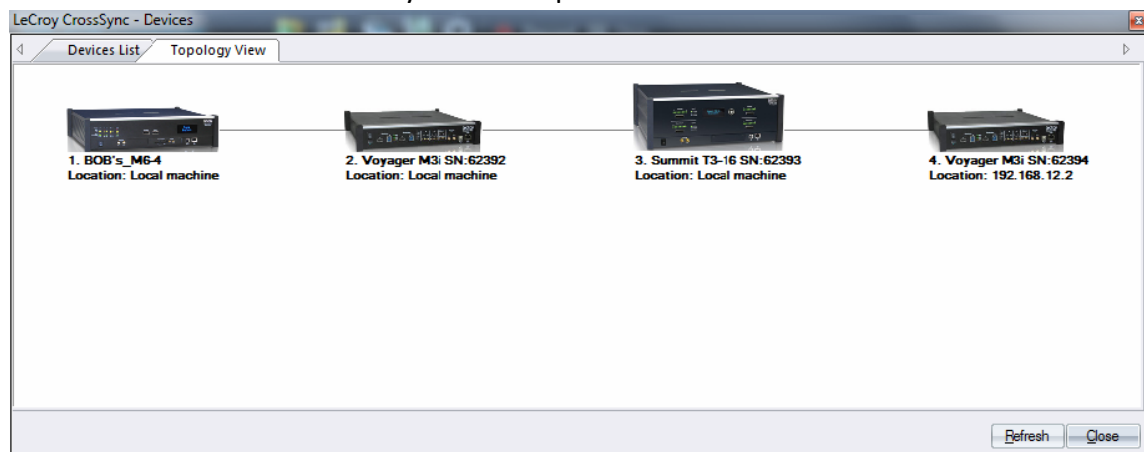 LeCroy CrossSync - Devices
Devices List
Topology View
1. BOB's_M6-4
Location: Local machine
2. Voyager M3i SN:62392
Location: Local machine
3. Summit T3-16 SN:62393
Location: Local machine
4. Voyager M3i SN:62394
Location: 192.168.12.2
Refresh
Close